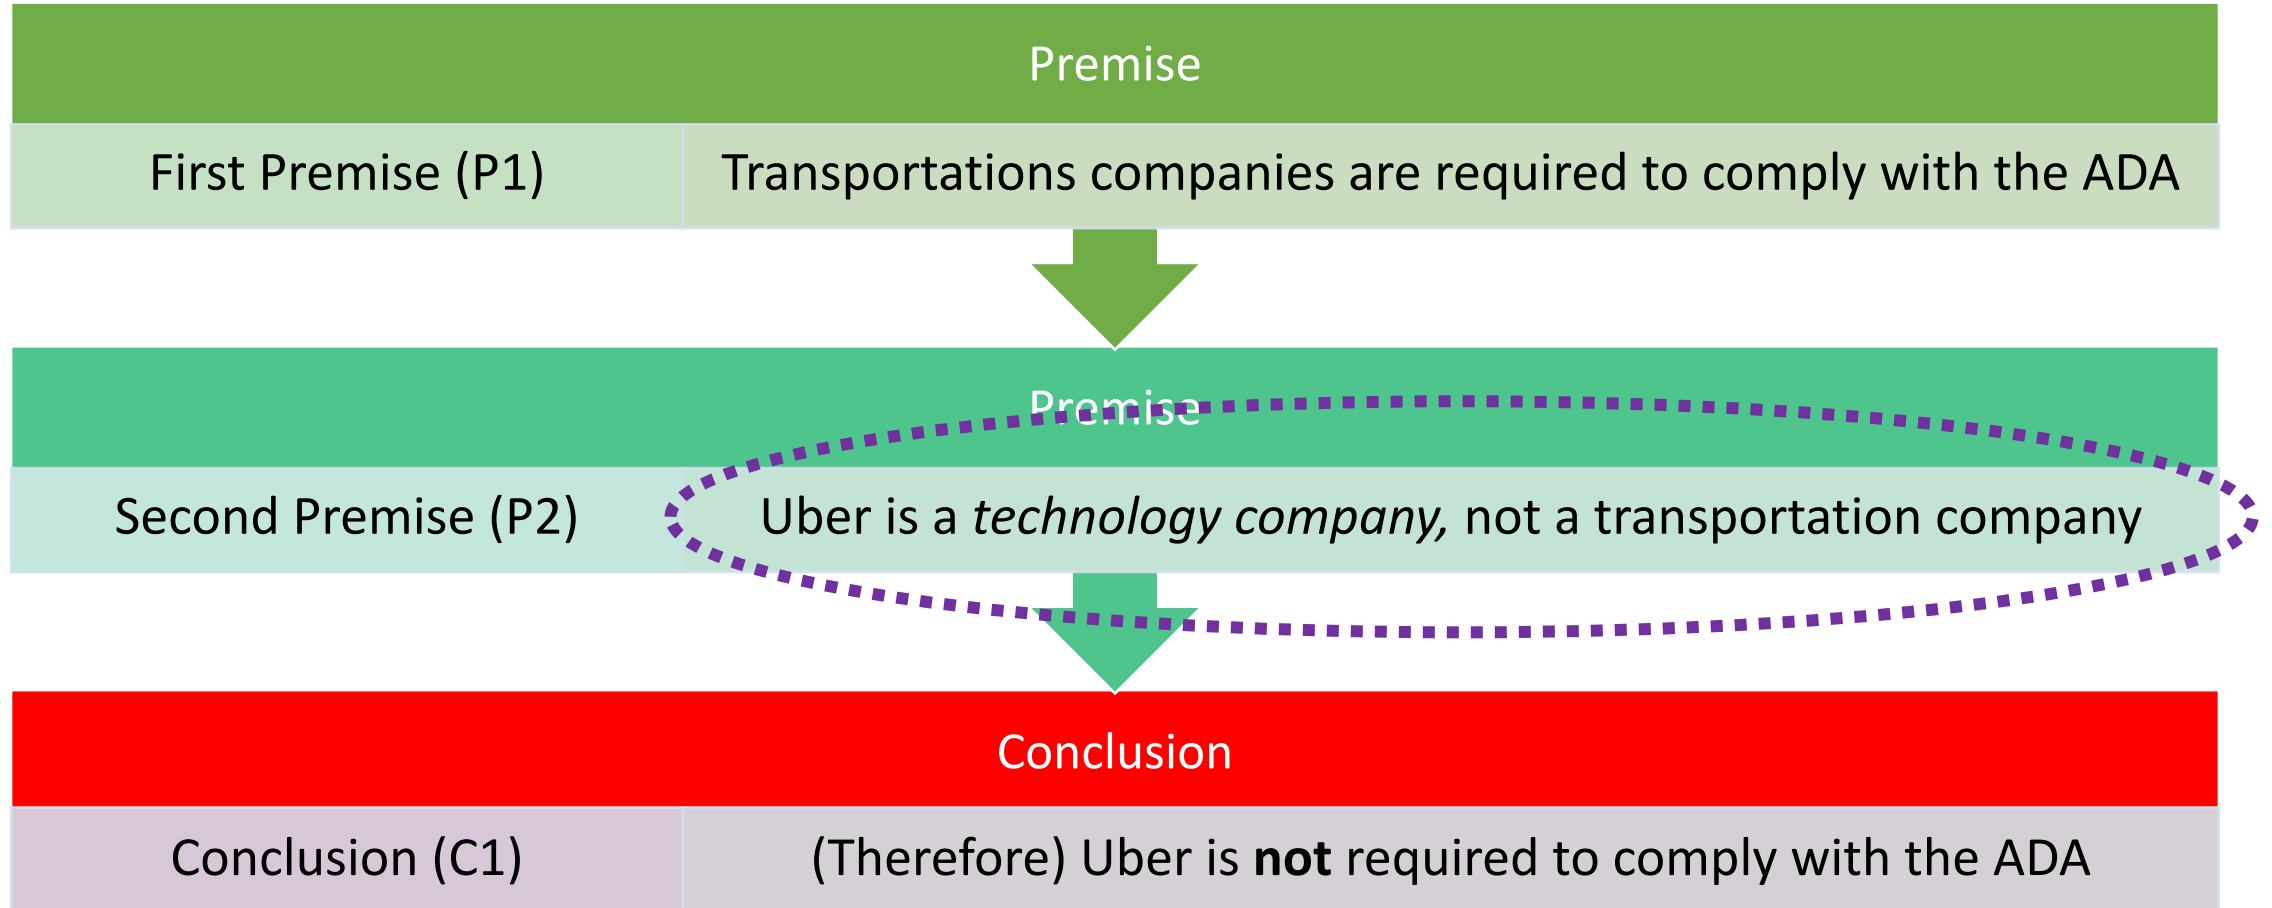 Premise
First Premise (P1) Transportations companies are required to comply with the ADA
Premise
Second Premise (P2) Uber is a technology company, not a transportation company
Conclusion
Conclusion (C1) (Therefore) Uber is not required to comply with the ADA